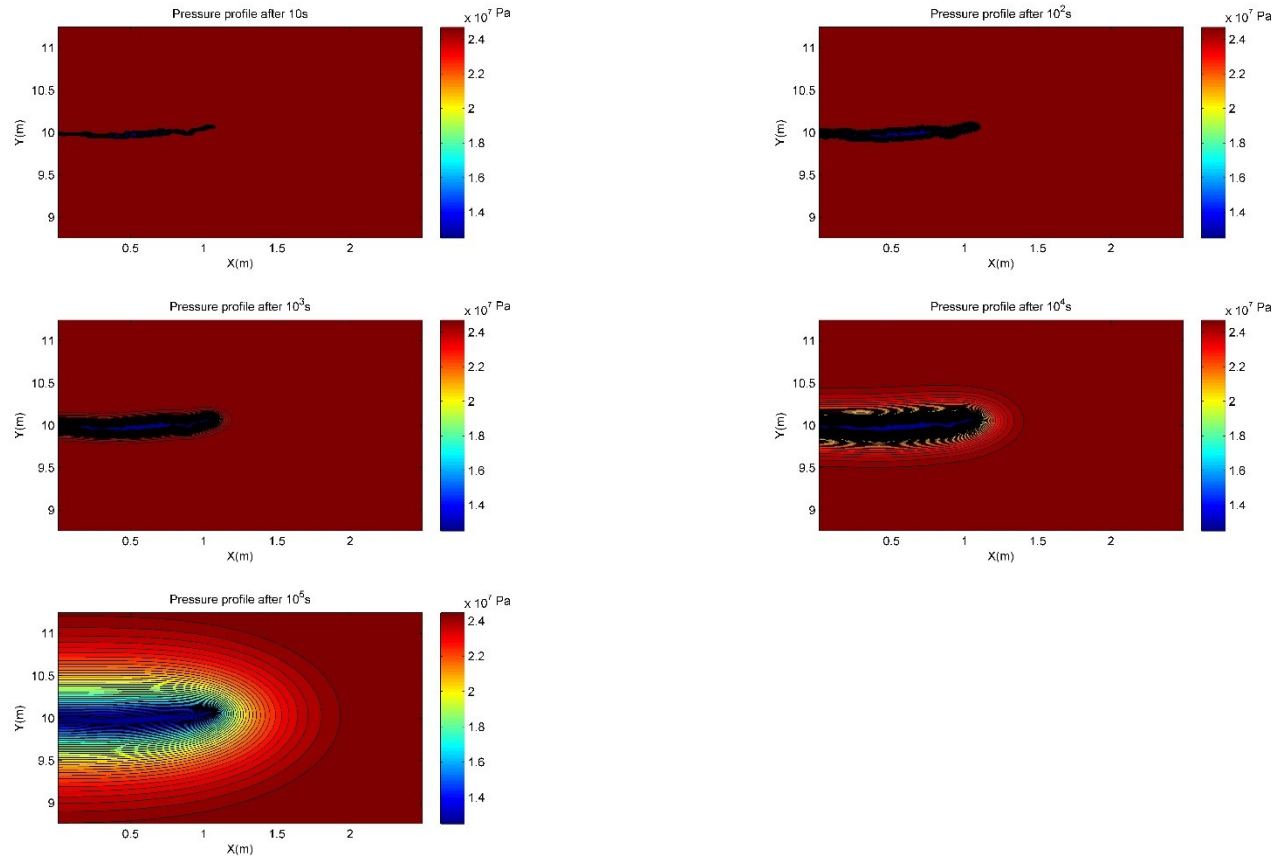 Pressure profile after 10s
x 10^7 Pa
11
10.5
10
9.5
9
Y(m)
0.5 1 1.5 2
X(m)
2.4
2.2
2
1.8
1.6
1.4
Pressure profile after 10^2s
x 10^7 Pa
11
10.5
10
9.5
9
Y(m)
0.5 1 1.5 2
X(m)
2.4
2.2
2
1.8
1.6
1.4
Pressure profile after 10^3s
x 10^7 Pa
11
10.5
10
9.5
9
Y(m)
0.5 1 1.5 2
X(m)
2.4
2.2
2
1.8
1.6
1.4
Pressure profile after 10^4s
x 10^7 Pa
11
10.5
10
9.5
9
Y(m)
0.5 1 1.5 2
X(m)
2.4
2.2
2
1.8
1.6
1.4
Pressure profile after 10^5s
x 10^7 Pa
11
10.5
10
9.5
9
Y(m)
0.5 1 1.5 2
X(m)
2.4
2.2
2
1.8
1.6
1.4